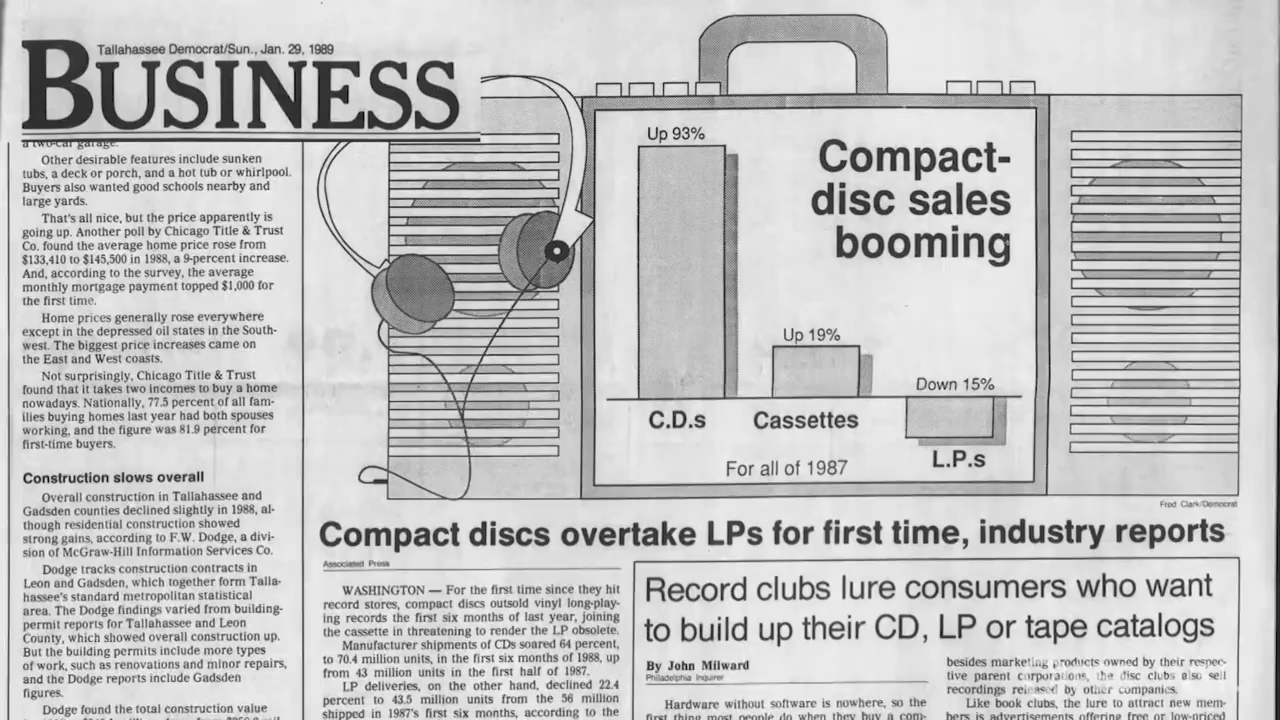 Tallahassee Democrat/Sun., Jan. 29, 1989
BUSINESS
a two-car garage.
Other desirable features include sunken
tubs, a deck or porch, and a hot tub or whirlpool.
Buyers also wanted good schools nearby and
large yards.
That's all nice, but the price apparently is
going up. Another poll by Chicago Title & Trust
Co. found the average home price rose from
$133,410 to $145,500 in 1988, a 9-percent increase.
And, according to the survey, the average
monthly mortgage payment topped $1,000 for
the first time.
Home prices generally rose everywhere
except in the depressed oil states in the South-
west. The biggest price increases came on
the East and West coasts.
Not surprisingly, Chicago Title & Trust
found that it takes two incomes to buy a home
nowadays. Nationally, 77.5 percent of all fam-
ilies buying homes last year had both spouses
working, and the figure was 81.9 percent for
first-time buyers.
Construction slows overall
Overall construction in Tallahassee and
Gadsden counties declined slightly in 1988, al-
though residential construction showed
strong gains, according to F.W. Dodge, a divi-
sion of McGraw-Hill Information Services Co.
Dodge tracks construction contracts in
Leon and Gadsden, which together form Talla-
hassee's standard metropolitan statistical
area. The Dodge findings varied from building-
permit reports for Tallahassee and Leon
County, which showed overall construction up.
But the building permits include more types
of work, such as renovations and minor repairs,
and the Dodge reports include Gadsden
figures.
Dodge found the total construction value
Compact-
disc sales
booming
Up 93%
Up 19%
Down 15%
C.D.s
Cassettes
L.P.s
For all of 1987
Fred Clark/Democrat
Compact discs overtake LPs for first time, industry reports
Associated Press
WASHINGTON — For the first time since they hit
record stores, compact discs outsold vinyl long-play-
ing records the first six months of last year, joining
the cassette in threatening to render the LP obsolete.
Manufacturer shipments of CDs soared 64 percent,
to 70.4 million units, in the first six months of 1988, up
from 43 million units in the first half of 1987.
LP deliveries, on the other hand, declined 22.4
percent to 43.5 million units from the 56 million
shipped in 1987's first six months, according to the
Record clubs lure consumers who want
to build up their CD, LP or tape catalogs
By John Milward
Philadelphia Inquirer
Hardware without software is nowhere, so the
first thing most people do when they buy a com-
besides marketing products owned by their respec-
tive parent corporations, the disc clubs also sell
recordings released by other companies.
Like book clubs, the lure to attract new mem-
bers is advertisements offering free or low-priced